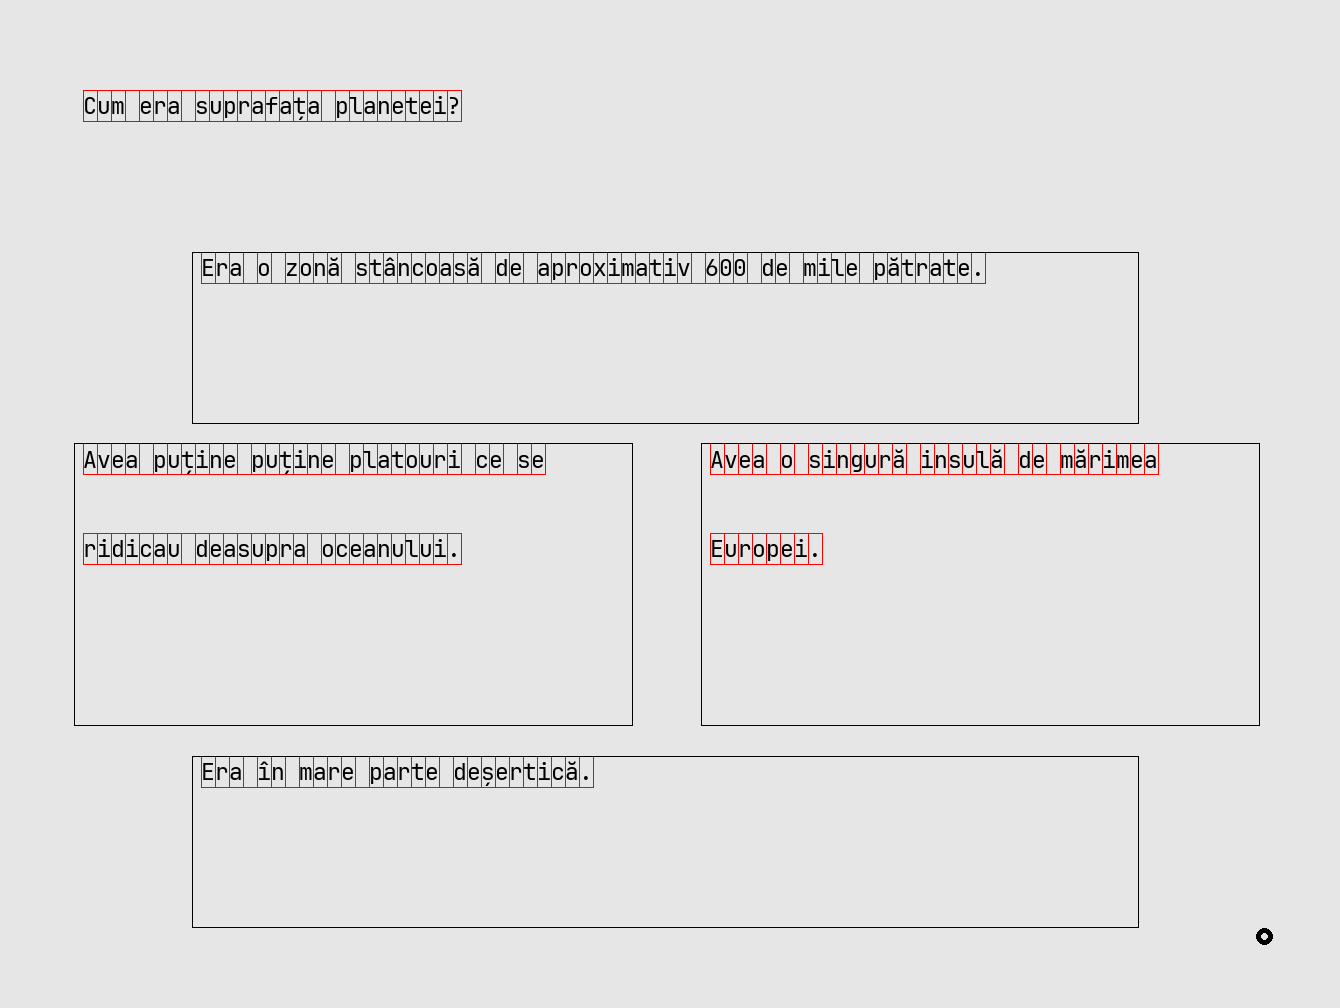 Cum era suprafața planetei?
Era o zonă stâncoasă de aproximativ 600 de mile pătrate.
Avea puține puține platouri ce se
ridicau deasupra oceanului.
Avea o singură insulă de mărimea
Europei.
Era în mare parte deșertică.